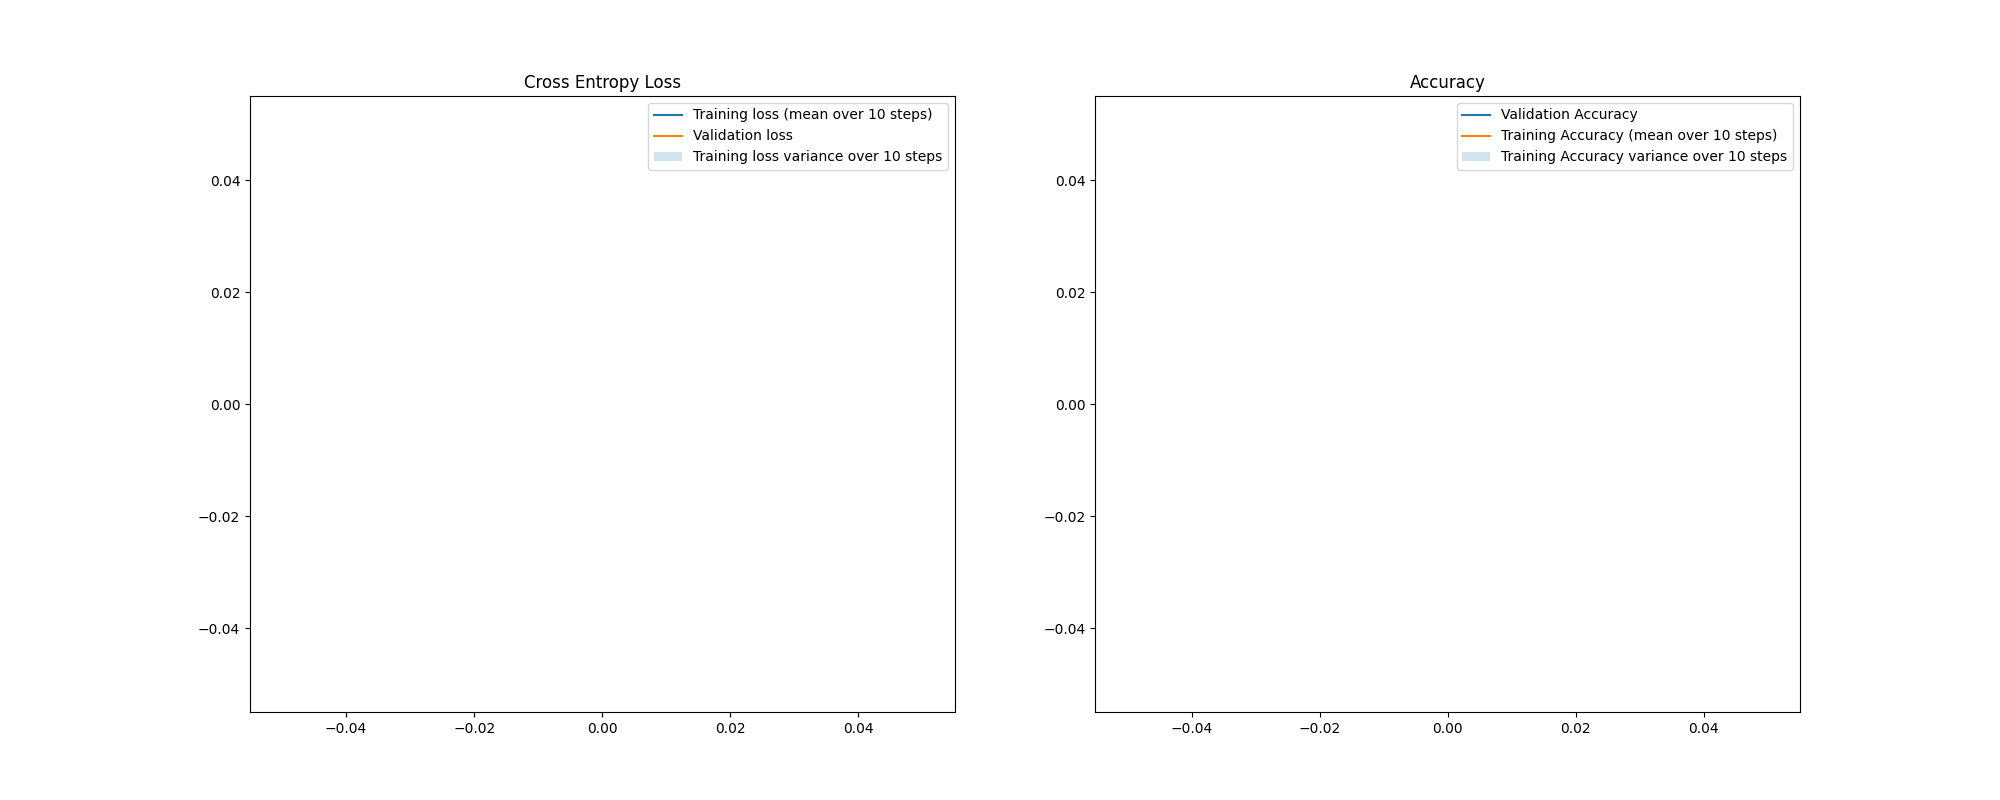 Cross Entropy Loss
Training loss (mean over 10 steps)
Validation loss
Training loss variance over 10 steps
0.04
0.02
0.00
−0.02
−0.04
−0.04 −0.02 0.00 0.02 0.04
Accuracy
Validation Accuracy
Training Accuracy (mean over 10 steps)
Training Accuracy variance over 10 steps
0.04
0.02
0.00
−0.02
−0.04
−0.04 −0.02 0.00 0.02 0.04